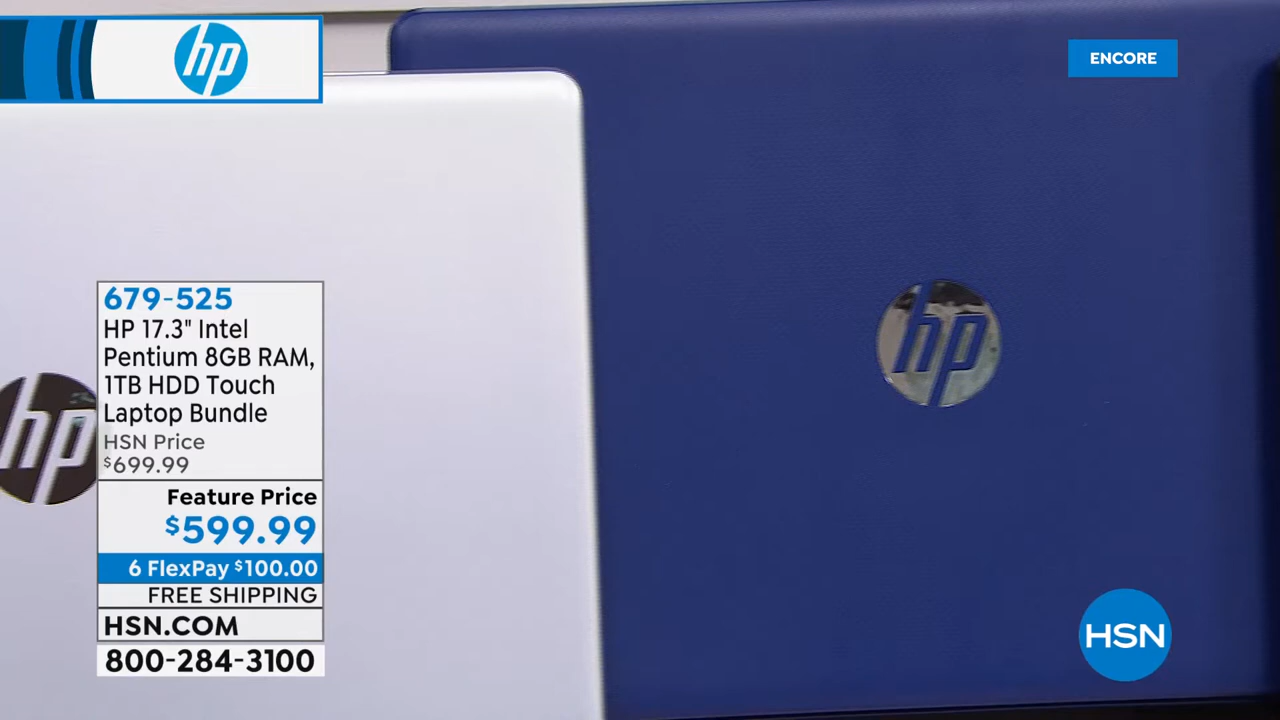 hp
ENCORE
679-525
HP 17.3" Intel
Pentium 8GB RAM,
1TB HDD Touch
Laptop Bundle
HSN Price
$699.99
Feature Price
$599.99
6 FlexPay $100.00
FREE SHIPPING
HSN.COM
800-284-3100
hp
hp
HSN